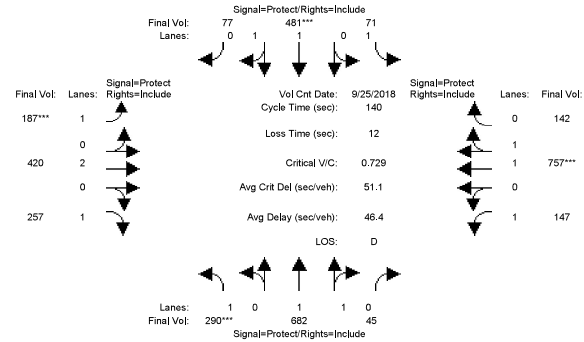 Signal=Protect/Rights=Include
Final Vol: 77 481*** 71
Lanes: 0 1 1 0 1
Signal=Protect
Final Vol: Lanes: Rights=Include
Vol Cnt Date: 9/25/2018
Signal=Protect
Rights=Include Lanes: Final Vol:
Cycle Time (sec): 140
187*** 1
0 142
Loss Time (sec): 12
0
1
420 2
Critical V/C: 0.729
1 757***
0
Avg Crit Del (sec/veh): 51.1
0
257 1
Avg Delay (sec/veh): 46.4
1 147
LOS: D
Lanes: 1 0 1 1 0
Final Vol: 290*** 682 45
Signal=Protect/Rights=Include